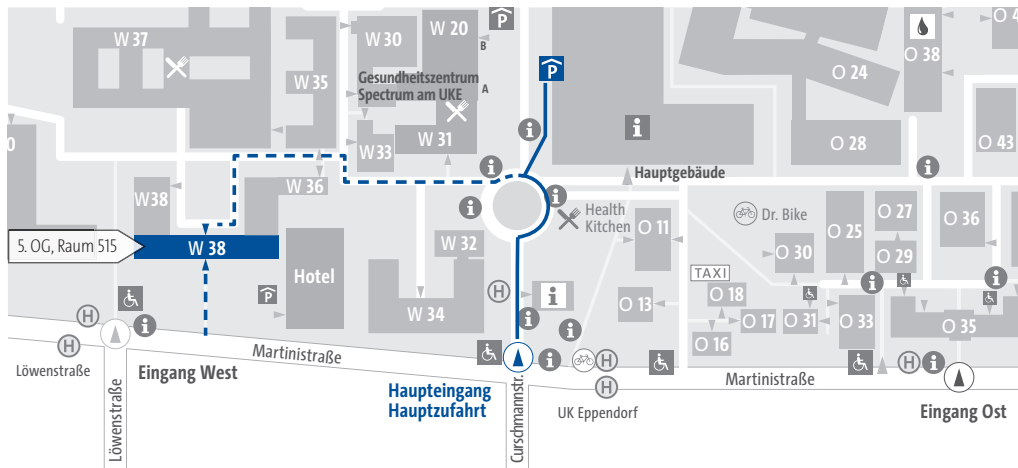 W 37
W 35
W 30
W 20
B
A
P
Gesundheitszentrum
Spectrum am UKE
W 31
W 33
W 36
W38
5. OG, Raum 515
W 38
Hotel
P
W 32
W 34
P
i
Hauptgebäude
Health
Kitchen
O 11
O 13
Dr. Bike
TAXI
O 18
O 17
O 16
O 30
O 31
O 33
O 25
O 27
O 29
O 24
O 28
O 38
O 43
O 36
O 35
i
H
H
H
H
H
H
Löwenstraße
Löwenstraße
Eingang West
Martinistraße
Haupteingang
Hauptzufahrt
Curschmannstr.
UK Eppendorf
Martinistraße
Eingang Ost